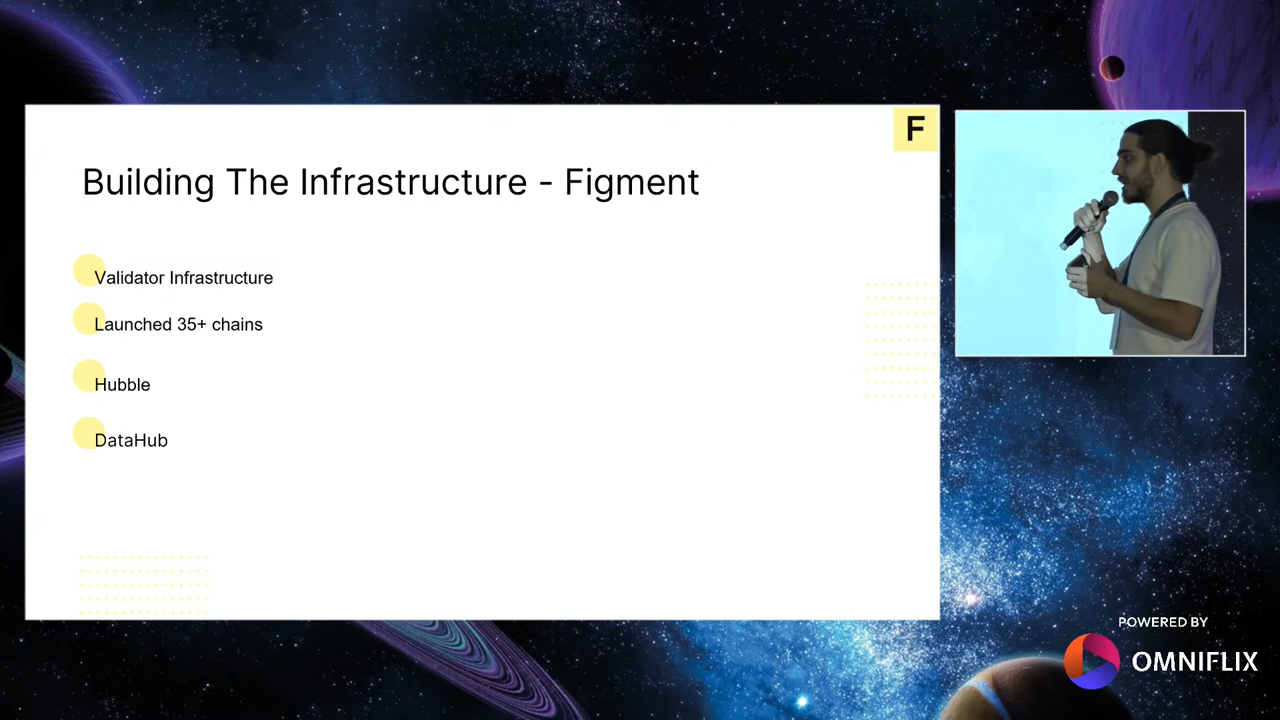 F
Building The Infrastructure - Figment
Validator Infrastructure
Launched 35+ chains
Hubble
DataHub
POWERED BY
OMNIFLIX